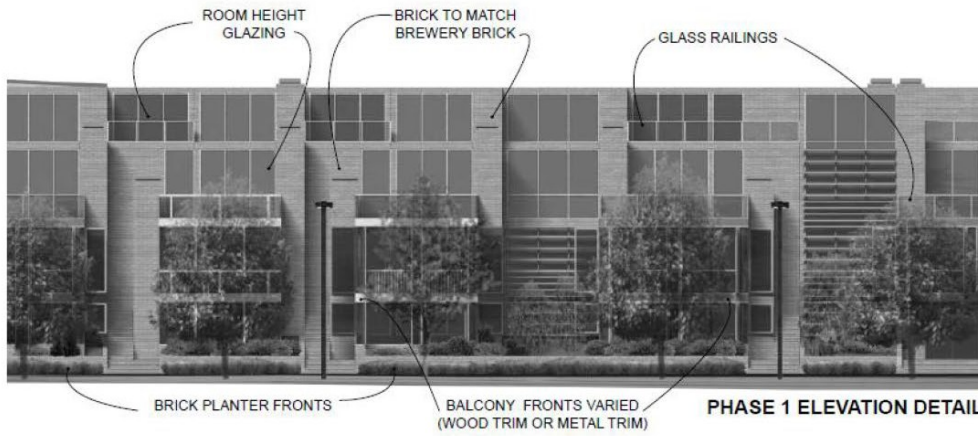 ROOM HEIGHT
GLAZING
BRICK TO MATCH
BREWERY BRICK
GLASS RAILINGS
BRICK PLANTER FRONTS
BALCONY FRONTS VARIED
(WOOD TRIM OR METAL TRIM)
PHASE 1 ELEVATION DETAIL